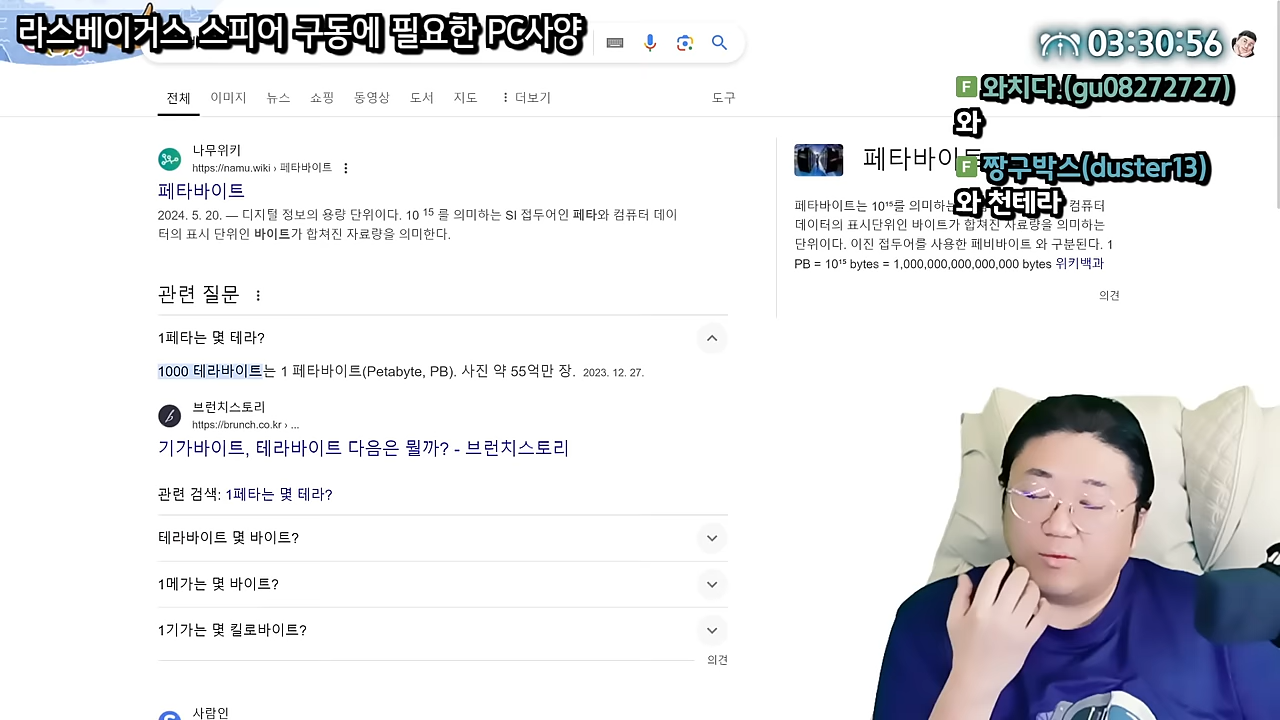 라스베이거스 스피어 구동에 필요한 PC사양
03:30:56
전체 이미지 뉴스 쇼핑 동영상 도서 지도 더보기 도구
F 와치다.(gu08272727)
와
F 짱구박스(duster13)
와 천테라
나무위키
https://namu.wiki › 페타바이트
페타바이트
2024. 5. 20. — 디지털 정보의 용량 단위이다. 10 15 를 의미하는 SI 접두어인 페타와 컴퓨터 데이
터의 표시 단위인 바이트가 합쳐진 자료량을 의미한다.
관련 질문
1페타는 몇 테라?
1000 테라바이트는 1 페타바이트(Petabyte, PB). 사진 약 55억만 장. 2023. 12. 27.
브런치스토리
https://brunch.co.kr › ...
기가바이트, 테라바이트 다음은 뭘까? - 브런치스토리
관련 검색: 1페타는 몇 테라?
테라바이트 몇 바이트?
1메가는 몇 바이트?
1기가는 몇 킬로바이트?
의견
사람인
페타바이트
페타바이트는 10¹⁵를 의미하는 컴퓨터
데이터의 표시단위인 바이트가 합쳐진 자료량을 의미하는
단위이다. 이진 접두어를 사용한 페비바이트 와 구분된다. 1
PB = 10¹⁵ bytes = 1,000,000,000,000,000 bytes 위키백과
의견